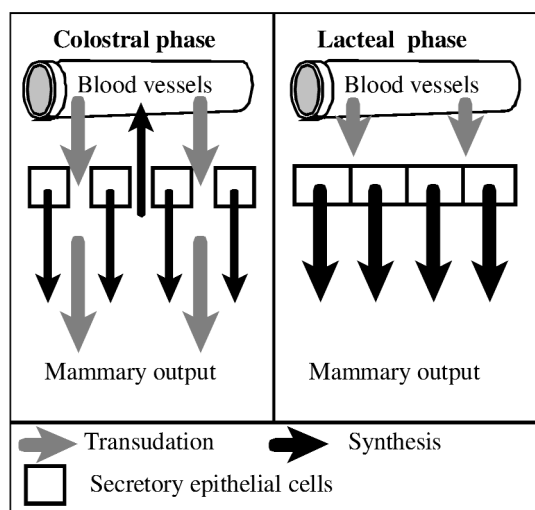 Colostral phase
Blood vessels
Mammary output
Lacteal phase
Blood vessels
Mammary output
Transudation
Synthesis
Secretory epithelial cells